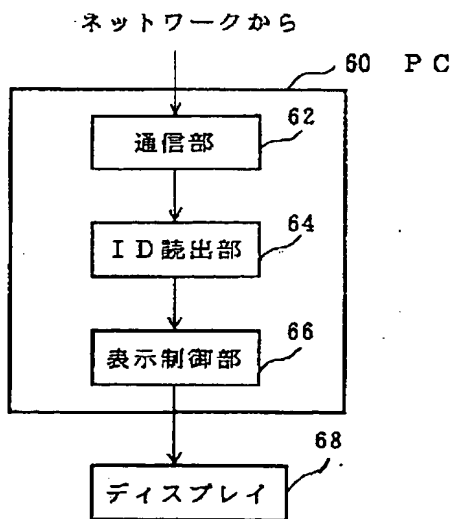 ネットワークから
60 PC
62
通信部
64
ID読出部
66
表示制御部
68
ディスプレイ